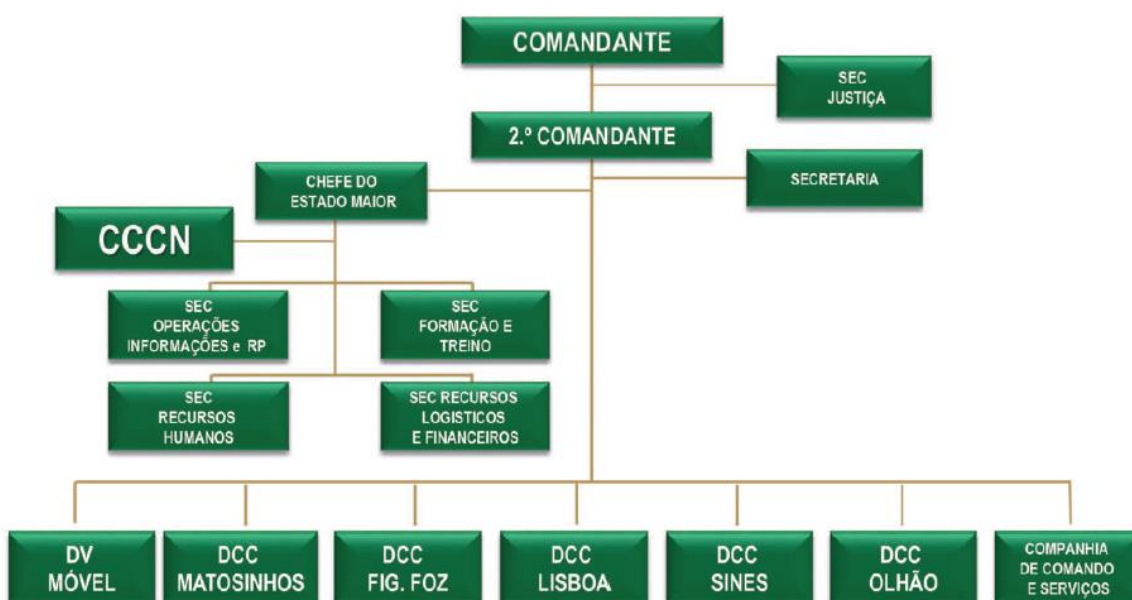 COMANDANTE
SEC
JUSTIÇA
2.º COMANDANTE
SECRETARIA
CHEFE DO
ESTADO MAIOR
CCCN
SEC
OPERAÇÕES
INFORMAÇÕES e RP
SEC
FORMAÇÃO E
TREINO
SEC
RECURSOS
HUMANOS
SEC RECURSOS
LOGISTICOS
E FINANCEIROS
DV
MÓVEL
DCC
MATOSINHOS
DCC
FIG. FOZ
DCC
LISBOA
DCC
SINES
DCC
OLHÃO
COMPANHIA
DE COMANDO
E SERVIÇOS